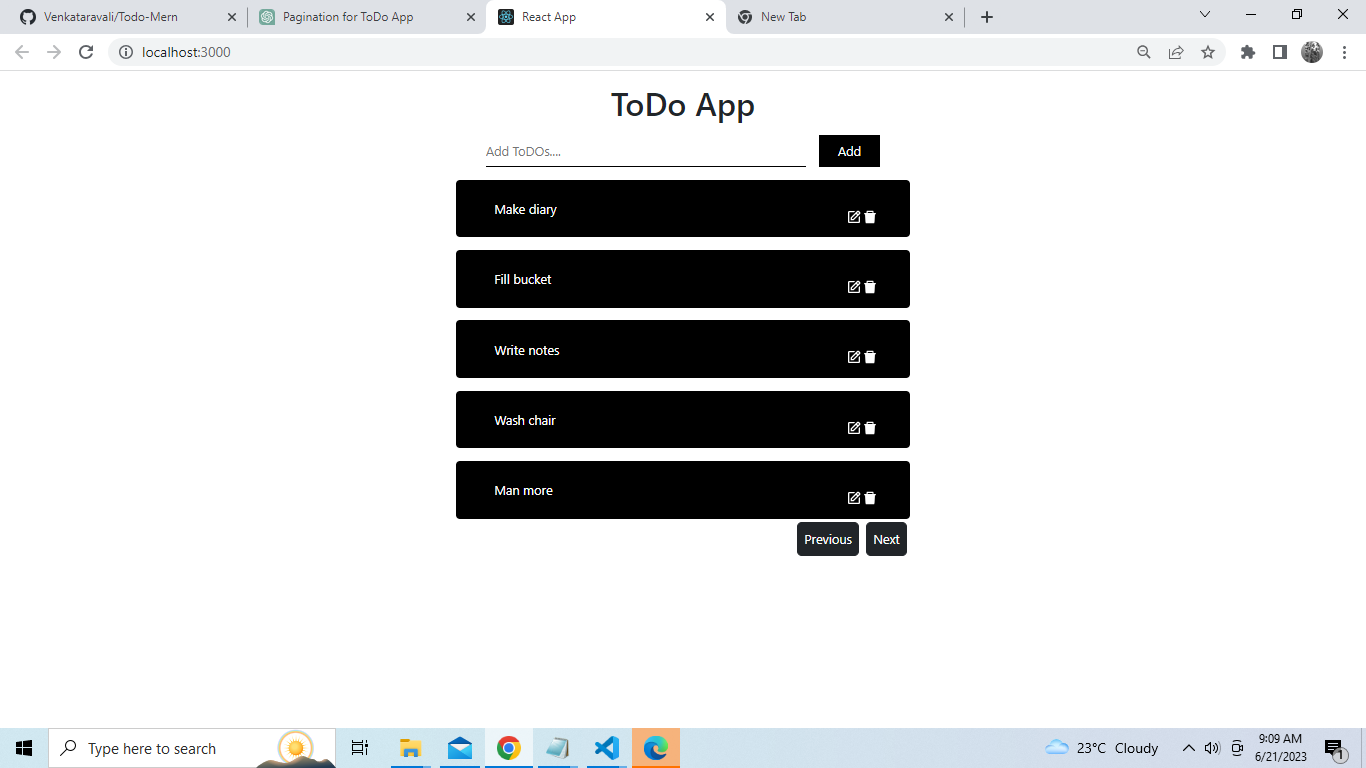 Venkataravali/Todo-Mern
Pagination for ToDo App
React App
New Tab
localhost:3000
ToDo App
Add ToDOs....
Add
Make diary
Fill bucket
Write notes
Wash chair
Man more
Previous
Next
Type here to search
23°C Cloudy
9:09 AM
6/21/2023
1